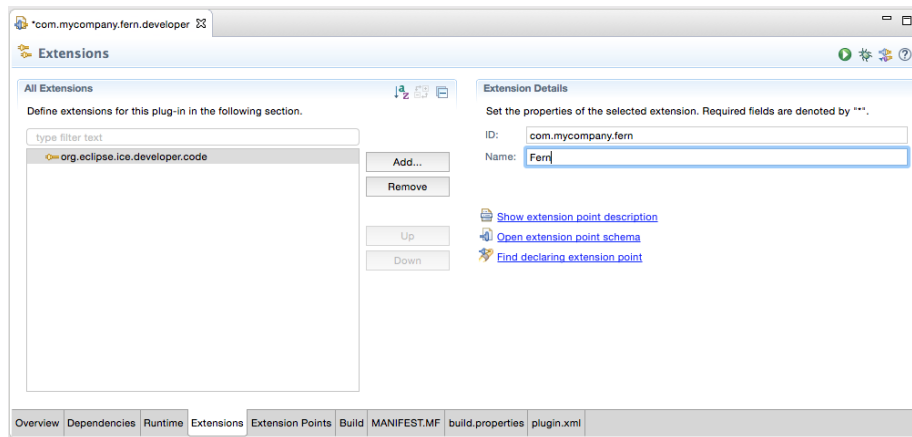 *com.mycompany.fern.developer
Extensions
All Extensions
Define extensions for this plug-in in the following section.
type filter text
org.eclipse.ice.developer.code
Add...
Remove
Up
Down
Extension Details
Set the properties of the selected extension. Required fields are denoted by "*".
ID: com.mycompany.fern
Name: Fern
Show extension point description
Open extension point schema
Find declaring extension point
Overview Dependencies Runtime Extensions Extension Points Build MANIFEST.MF build.properties plugin.xml